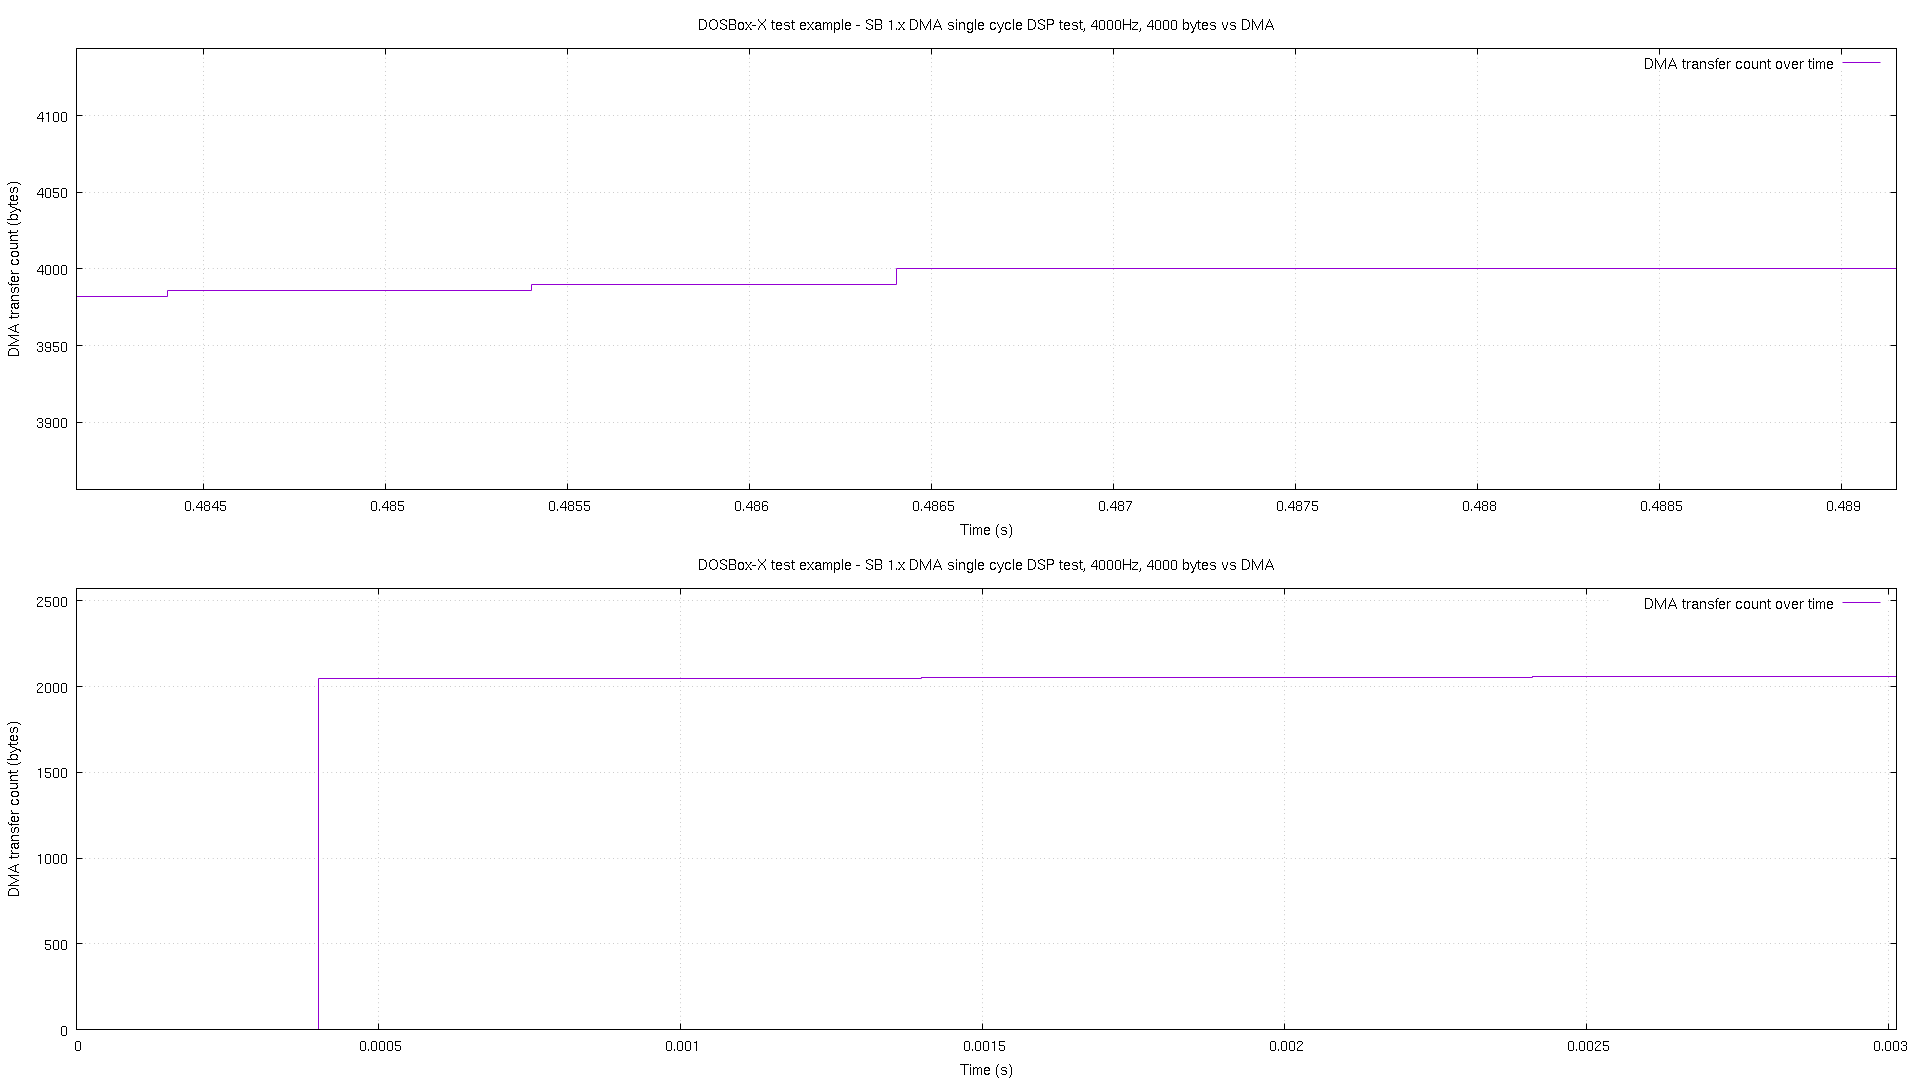 DOSBox-X test example - SB 1.x DMA single cycle DSP test, 4000Hz, 4000 bytes vs DMA
DMA transfer count over time
DMA transfer count (bytes)
4100
4050
4000
3950
3900
0.4845 0.485 0.4855 0.486 0.4865 0.487 0.4875 0.488 0.4885 0.489
Time (s)
DOSBox-X test example - SB 1.x DMA single cycle DSP test, 4000Hz, 4000 bytes vs DMA
DMA transfer count over time
DMA transfer count (bytes)
2500
2000
1500
1000
500
0
0 0.0005 0.001 0.0015 0.002 0.0025 0.003
Time (s)